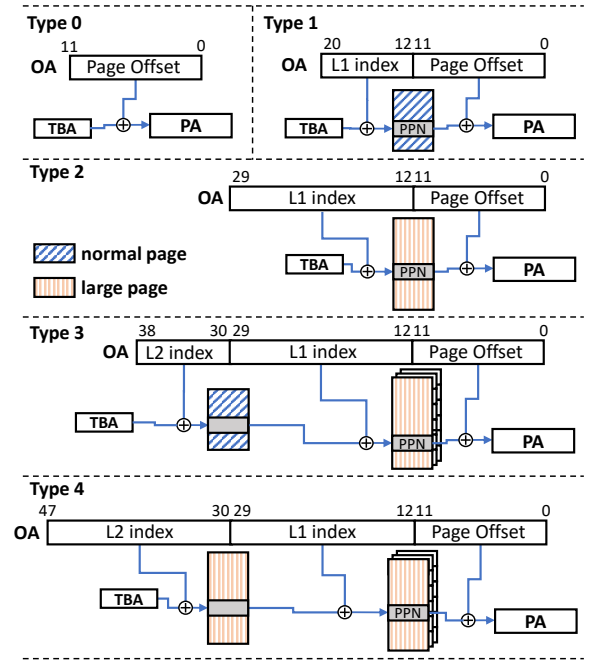 Type 0
11 0
OA Page Offset
TBA PA
Type 1
20 12 11 0
OA L1 index Page Offset
TBA PPN PA
Type 2
29 12 11 0
OA L1 index Page Offset
TBA PPN PA
normal page
large page
Type 3
38 30 29 12 11 0
OA L2 index L1 index Page Offset
TBA PPN PA
Type 4
47 30 29 12 11 0
OA L2 index L1 index Page Offset
TBA PPN PA